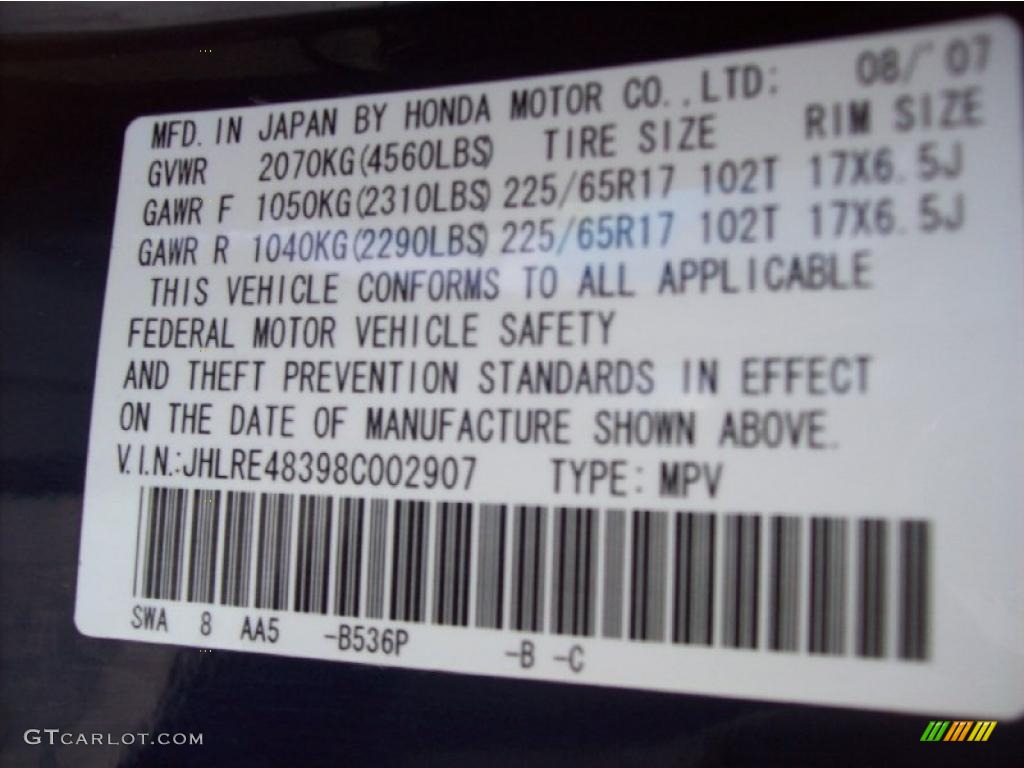 08/'07
MFD. IN JAPAN BY HONDA MOTOR CO.,LTD:
GVWR 2070KG(4560LBS) TIRE SIZE RIM SIZE
GAWR F 1050KG(2310LBS) 225/65R17 102T 17X6.5J
GAWR R 1040KG(2290LBS) 225/65R17 102T 17X6.5J
THIS VEHICLE CONFORMS TO ALL APPLICABLE
FEDERAL MOTOR VEHICLE SAFETY
AND THEFT PREVENTION STANDARDS IN EFFECT
ON THE DATE OF MANUFACTURE SHOWN ABOVE.
V.I.N.:JHLRE48398C002907 TYPE: MPV
SWA 8 AA5 -B536P -B -C
GTCARLOT.COM